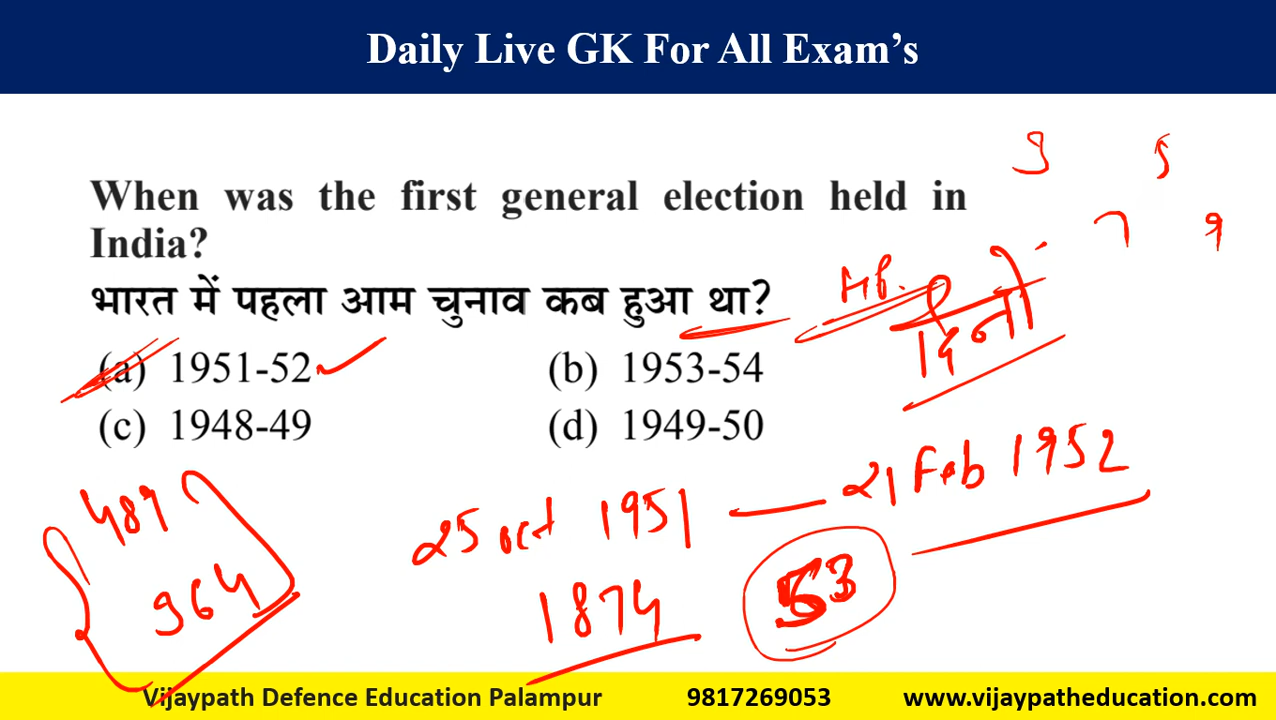 Daily Live GK For All Exam's
When was the first general election held in
India?
भारत में पहला आम चुनाव कब हुआ था?
(a) 1951-52 (b) 1953-54
(c) 1948-49 (d) 1949-50
दिनों
25 oct 1951 — 21 Feb 1952
489
964
1874
53
Vijaypath Defence Education Palampur 9817269053 www.vijaypatheducation.com